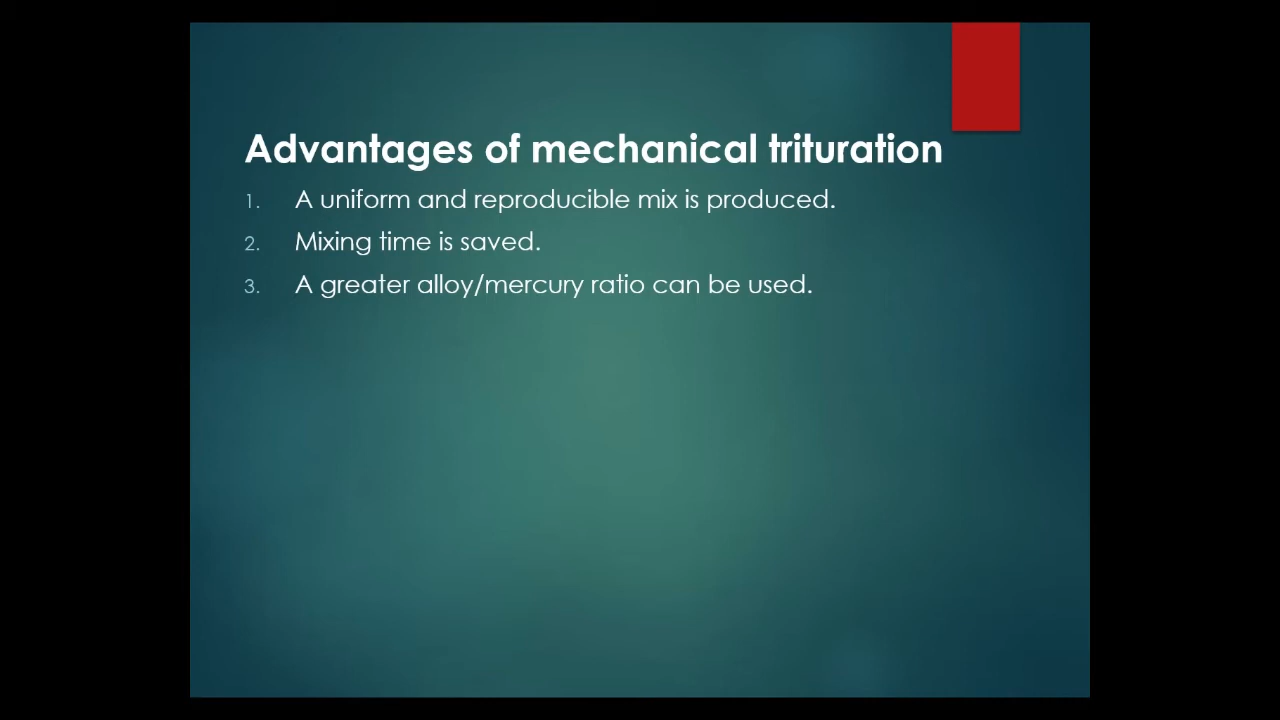 Advantages of mechanical trituration
1. A uniform and reproducible mix is produced.
2. Mixing time is saved.
3. A greater alloy/mercury ratio can be used.